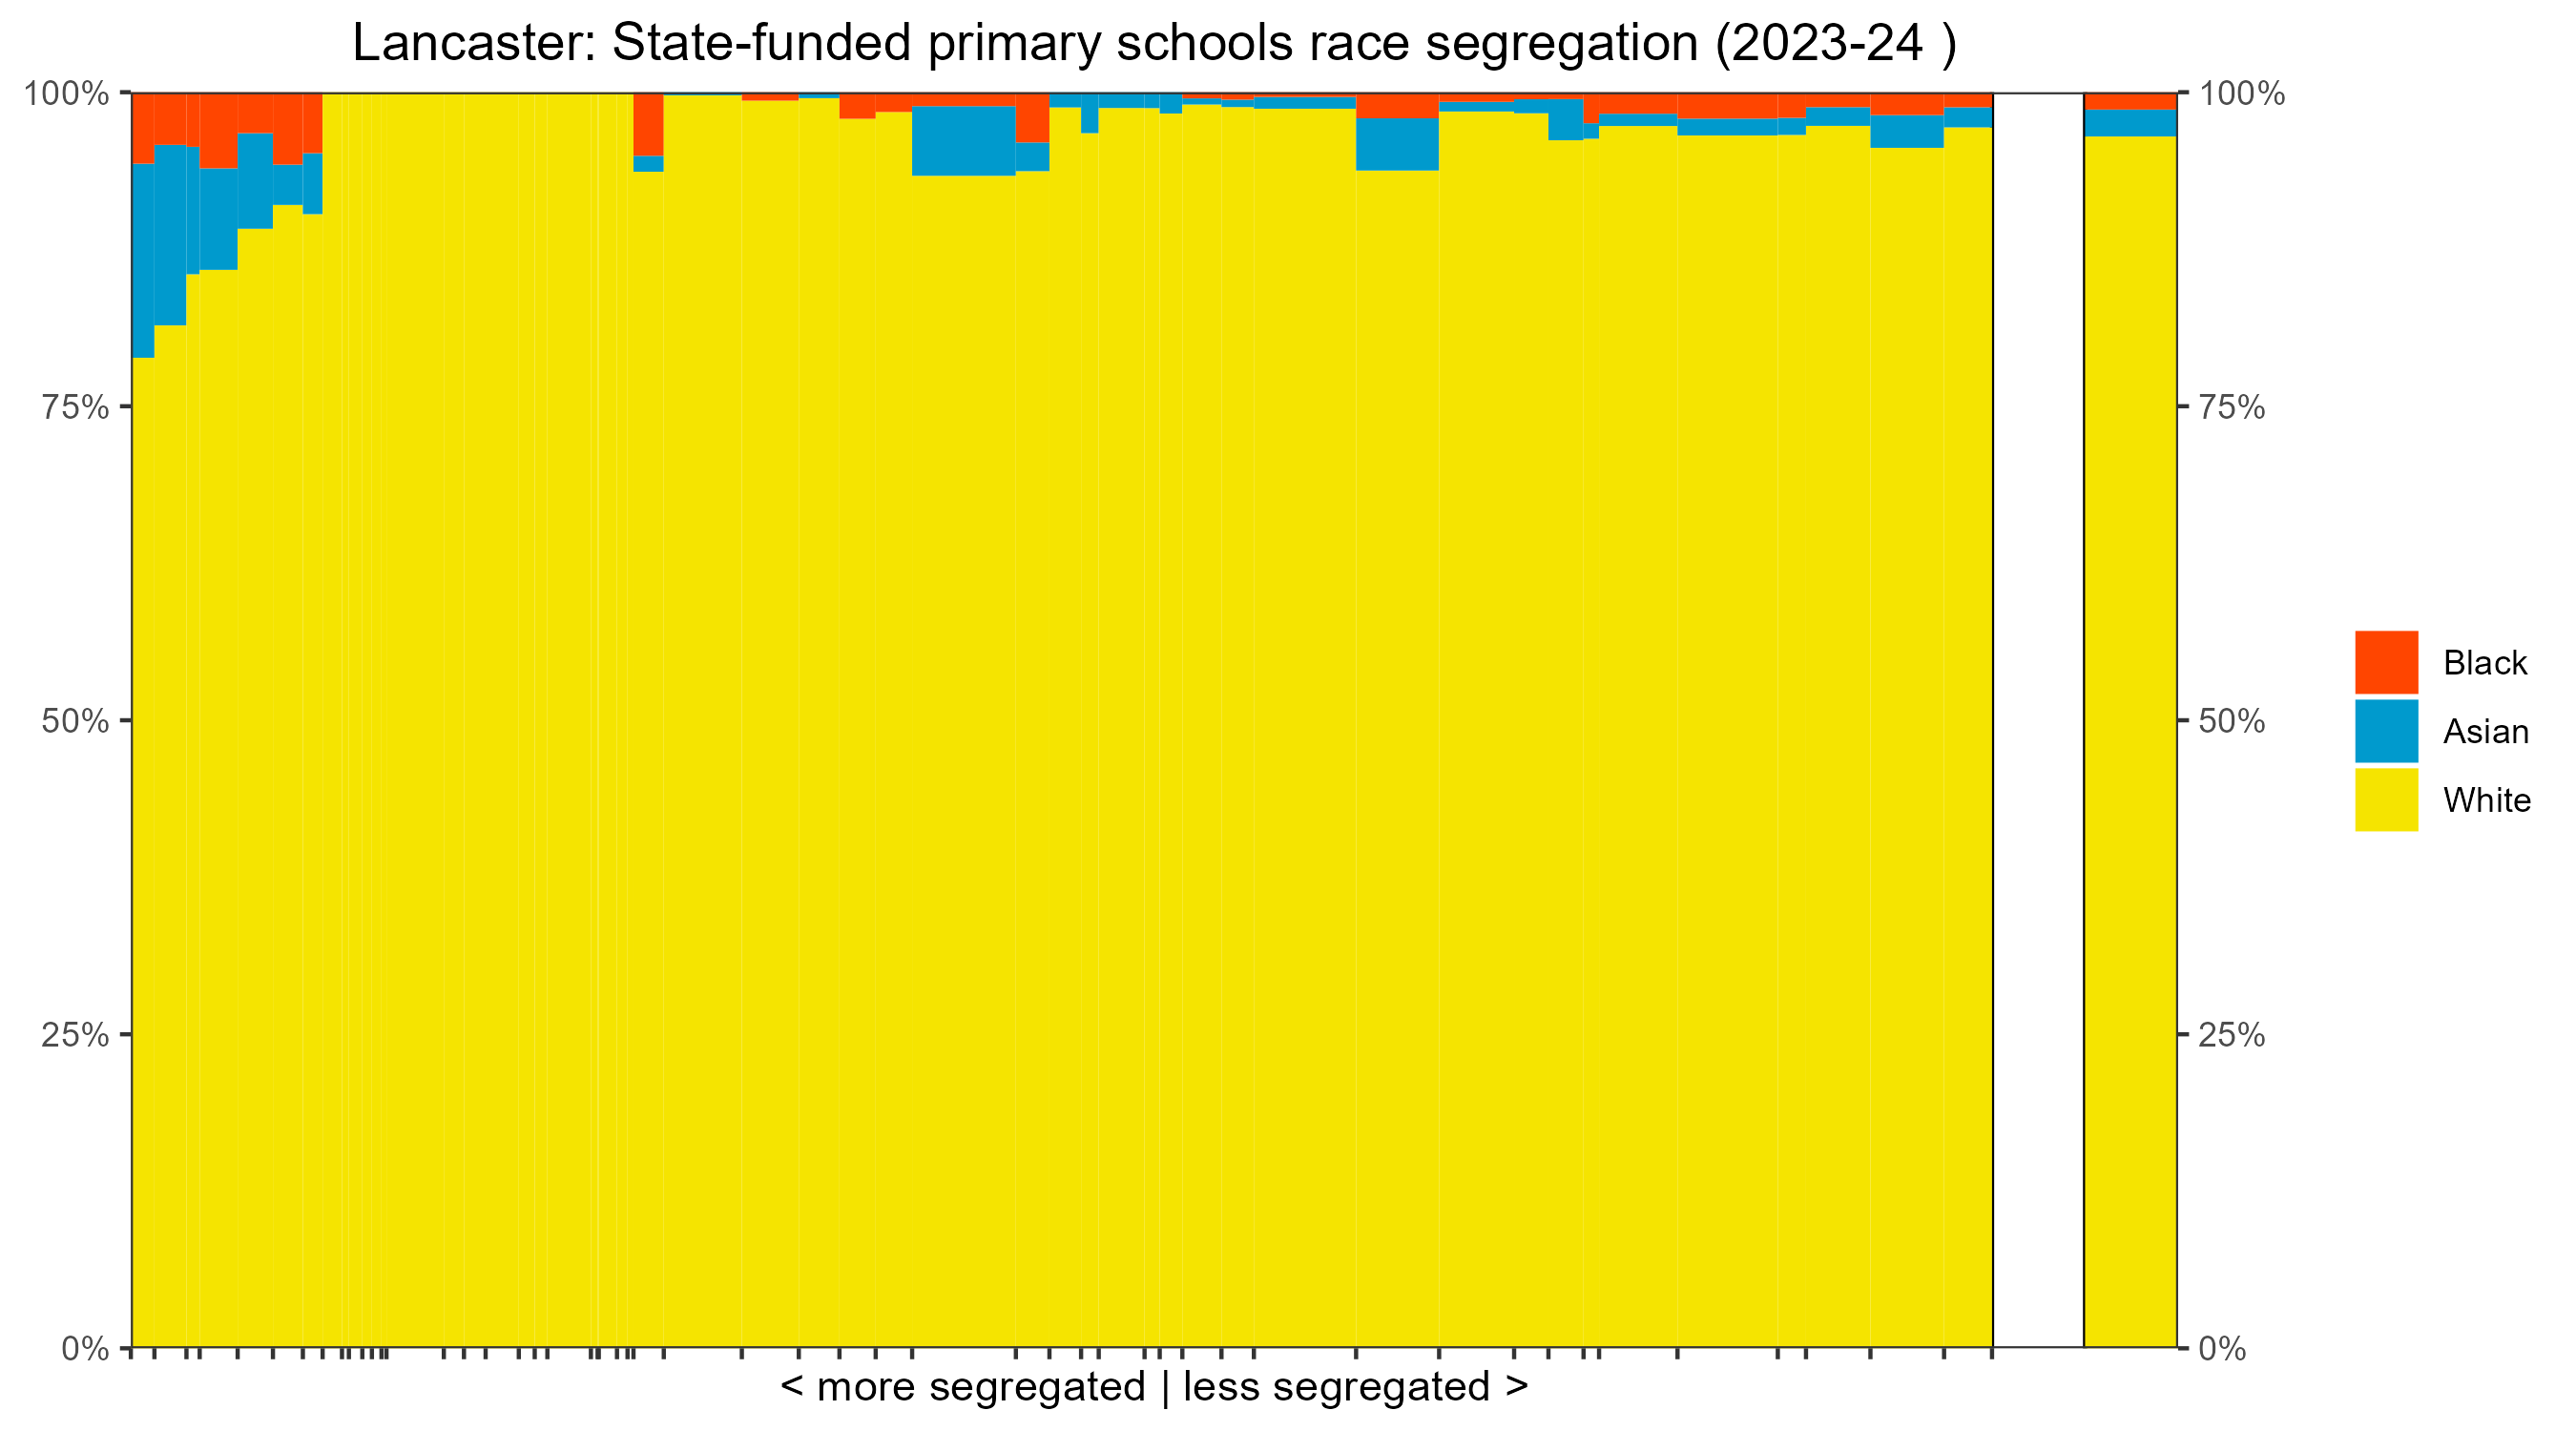 Lancaster: State-funded primary schools race segregation (2023-24 )
100%
75%
50%
25%
0%
100%
75%
50%
25%
0%
Black
Asian
White
< more segregated | less segregated >